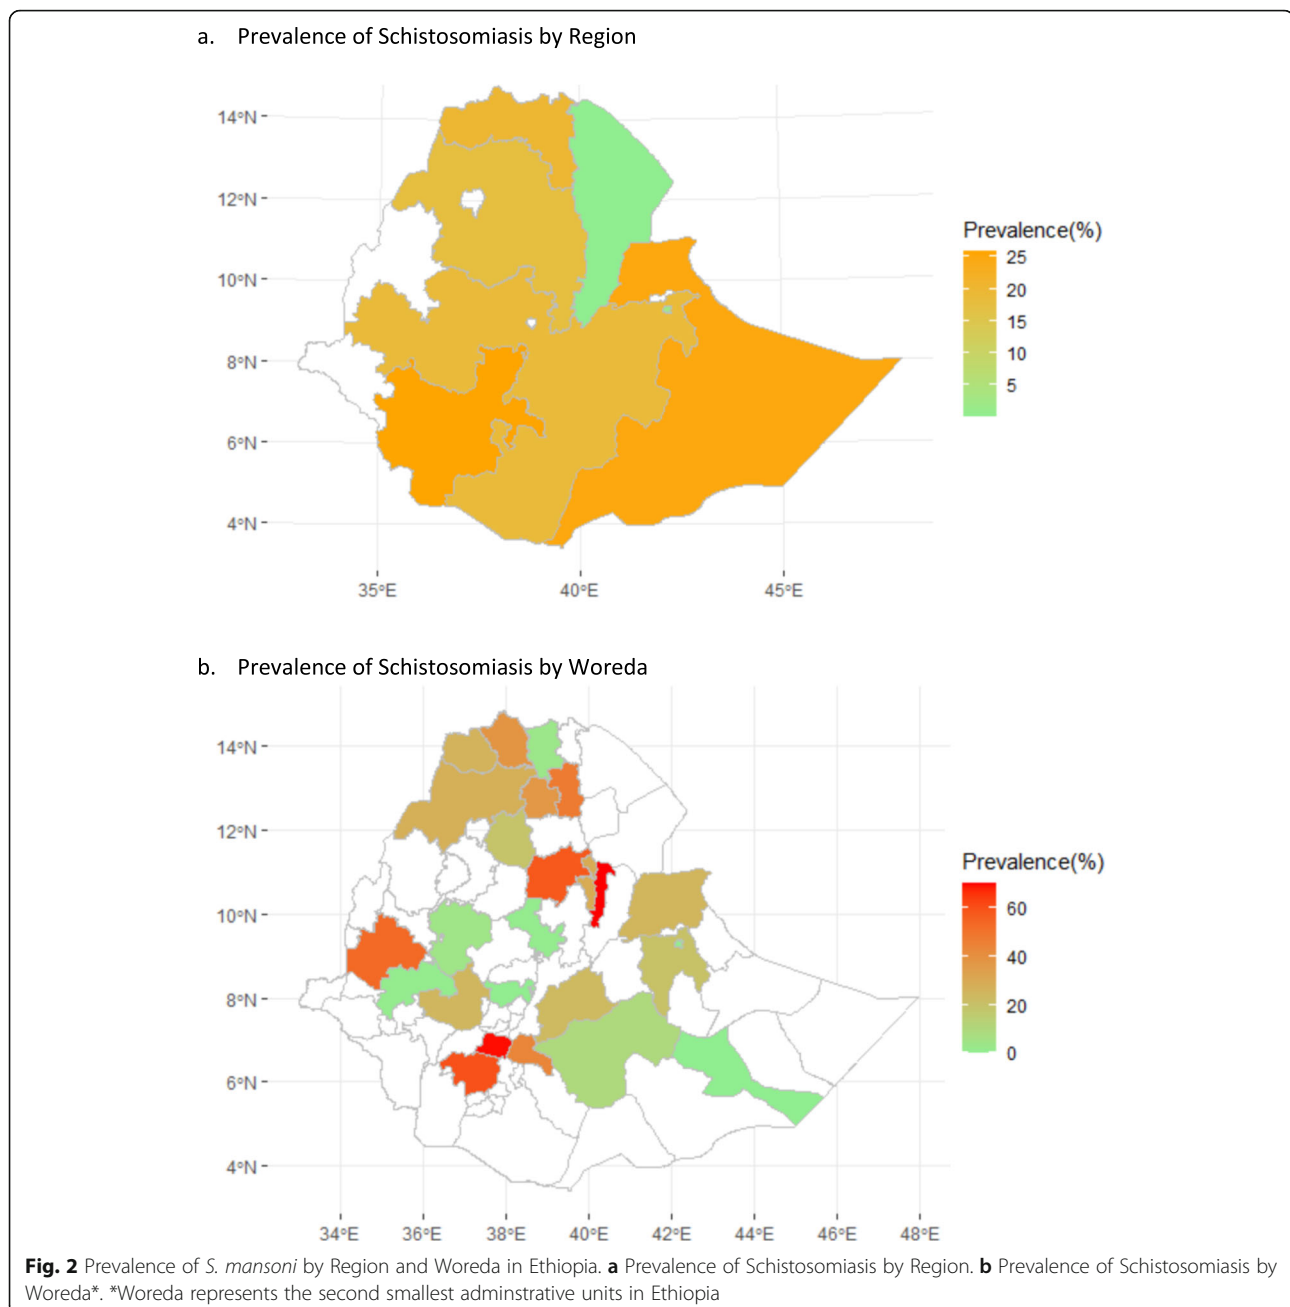 a. Prevalence of Schistosomiasis by Region
14°N
12°N
10°N
8°N
6°N
4°N
35°E 40°E 45°E
Prevalence(%)
25
20
15
10
5
b. Prevalence of Schistosomiasis by Woreda
14°N
12°N
10°N
8°N
6°N
4°N
34°E 36°E 38°E 40°E 42°E 44°E 46°E 48°E
Prevalence(%)
60
40
20
0
Fig. 2 Prevalence of S. mansoni by Region and Woreda in Ethiopia. a Prevalence of Schistosomiasis by Region. b Prevalence of Schistosomiasis by
Woreda*. *Woreda represents the second smallest adminstrative units in Ethiopia